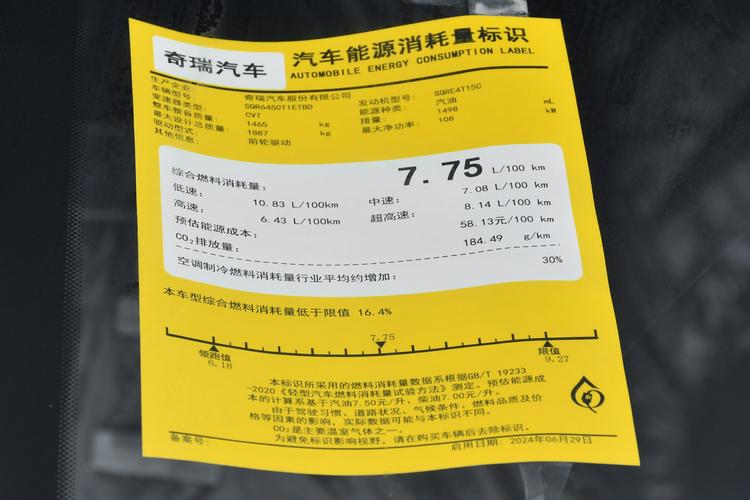 奇瑞汽车
汽车能源消耗量标识
AUTOMOBILE ENERGY CONSUMPTION LABEL
生产企业: 奇瑞汽车股份有限公司
车辆型号: SQR6450T1ETBD 发动机型号: SQRE4T15C
变速器类型: CVT 能源种类: 汽油
整车整备质量: 1465 kg 排量: 1498 mL
最大设计总质量: 1887 kg 最大净功率: 108 kW
驱动型式: 前轮驱动
其他信息:
综合燃料消耗量: 7.75 L/100 km
低速: 10.83 L/100km 中速: 7.08 L/100 km
高速: 6.43 L/100km 超高速: 8.14 L/100 km
预估能源成本: 58.13元/100 km
CO₂排放量: 184.49 g/km
空调制冷燃料消耗量行业平均约增加: 30%
本车型综合燃料消耗量低于限值 16.4%
7.75
领跑值 限值
6.18 9.27
本标识所采用的燃料消耗量数据系根据GB/T 19233
-2020《轻型汽车燃料消耗量试验方法》测定。预估能源成
本的计算系基于汽油7.50元/升、柴油7.00元/升。
由于驾驶习惯、道路状况、气候条件、燃料品质及价
格等因素的影响，实际数据可能与本标识不同。
CO₂是主要温室气体之一。
为避免标识影响视野，请在购买车辆后去除标识。
备案号: 启用日期: 2024年06月29日